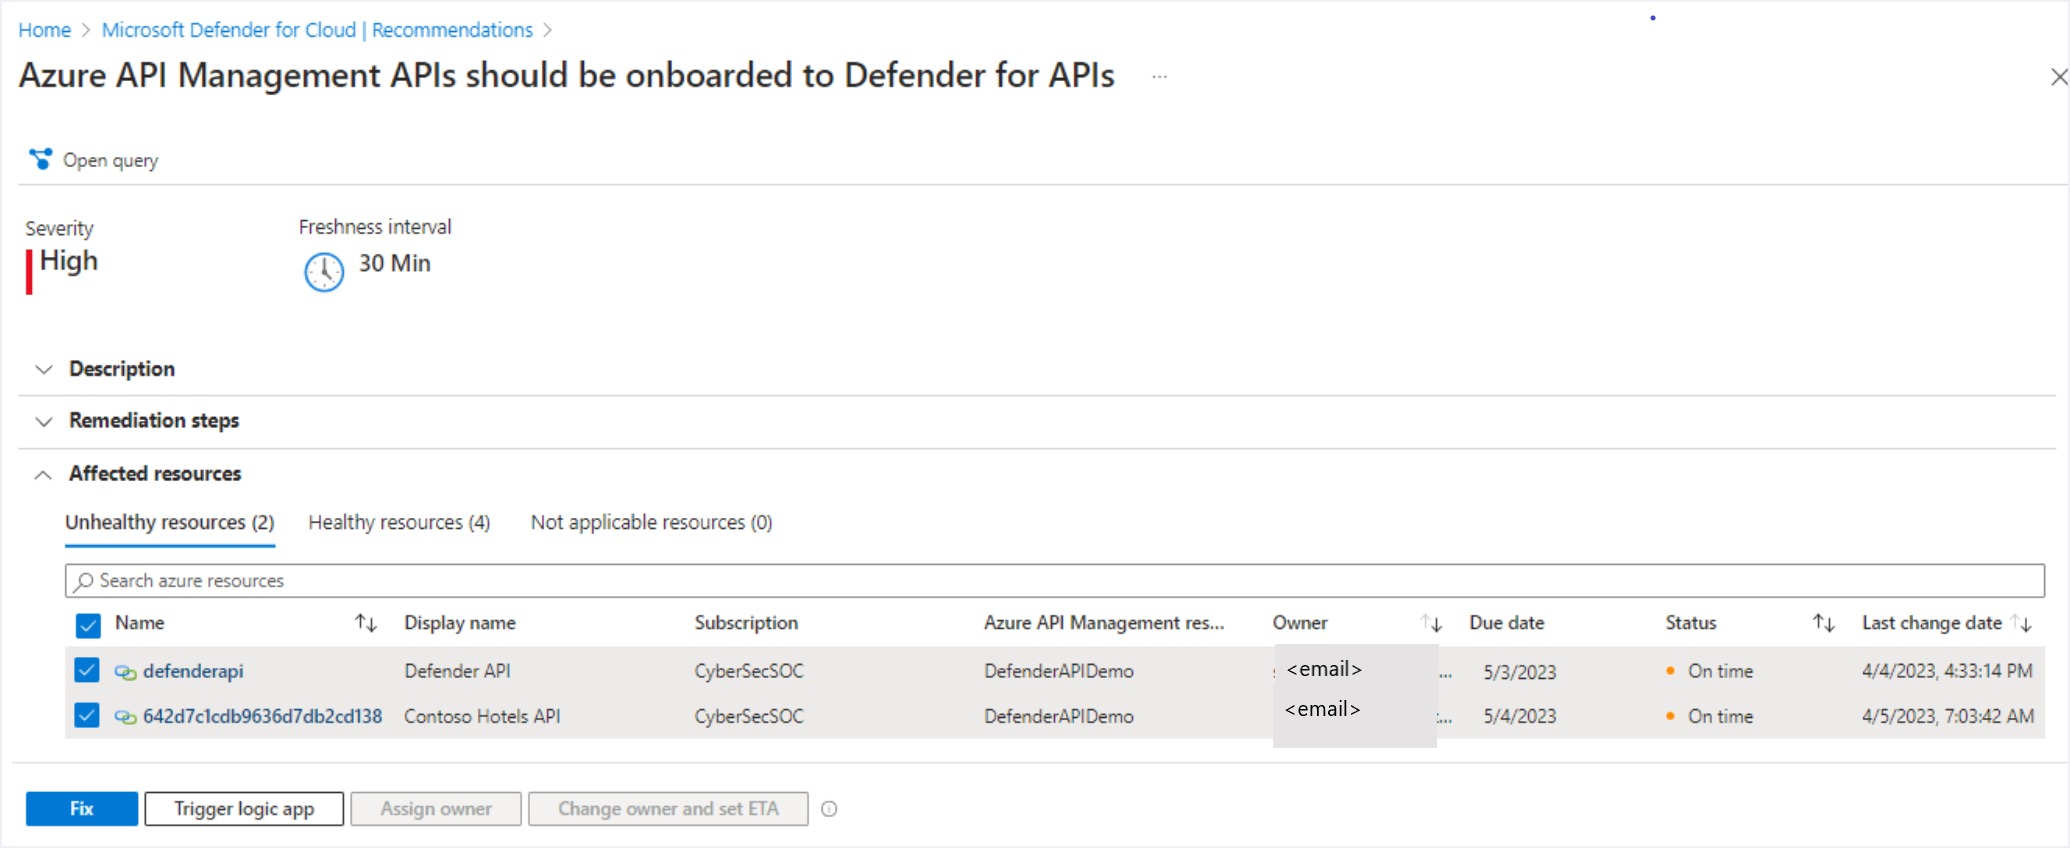 Home > Microsoft Defender for Cloud | Recommendations >
Azure API Management APIs should be onboarded to Defender for APIs ...
Open query
Severity
High
Freshness interval
30 Min
Description
Remediation steps
Affected resources
Unhealthy resources (2) Healthy resources (4) Not applicable resources (0)
Search azure resources
Name Display name Subscription Azure API Management res... Owner Due date Status Last change date
defenderapi Defender API CyberSecSOC DefenderAPIDemo <email> ... 5/3/2023 On time 4/4/2023, 4:33:14 PM
642d7c1cdb9636d7db2cd138 Contoso Hotels API CyberSecSOC DefenderAPIDemo <email> ... 5/4/2023 On time 4/5/2023, 7:03:42 AM
Fix Trigger logic app Assign owner Change owner and set ETA